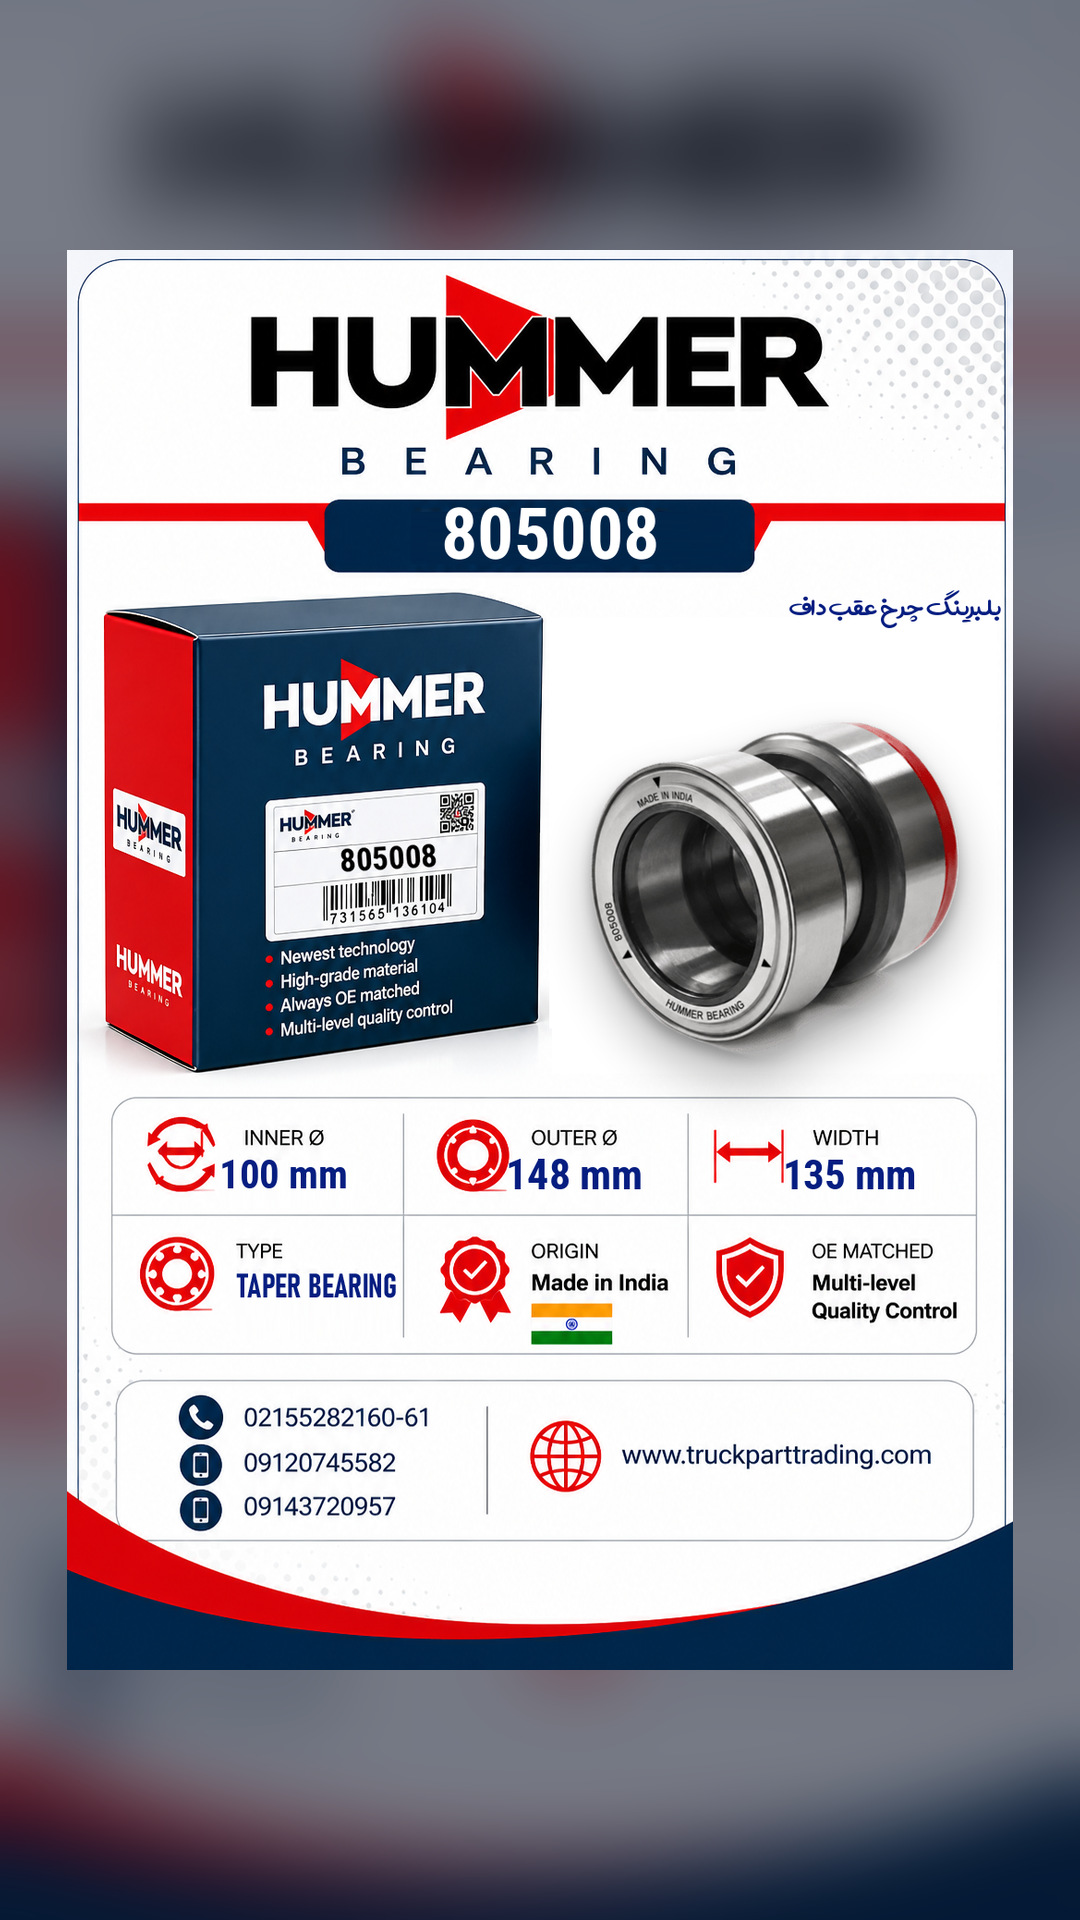 HUMMER
BEARING
805008
بلبرینگ چرخ عقب داف
HUMMER
BEARING
HUMMER
BEARING
805008
731565 136104
Newest technology
High-grade material
Always OE matched
Multi-level quality control
HUMMER
BEARING
HUMMER
BEARING
MADE IN INDIA
805008
HUMMER BEARING
INNER Ø
100 mm
OUTER Ø
148 mm
WIDTH
135 mm
TYPE
TAPER BEARING
ORIGIN
Made in India
OE MATCHED
Multi-level
Quality Control
02155282160-61
09120745582
09143720957
www.truckparttrading.com